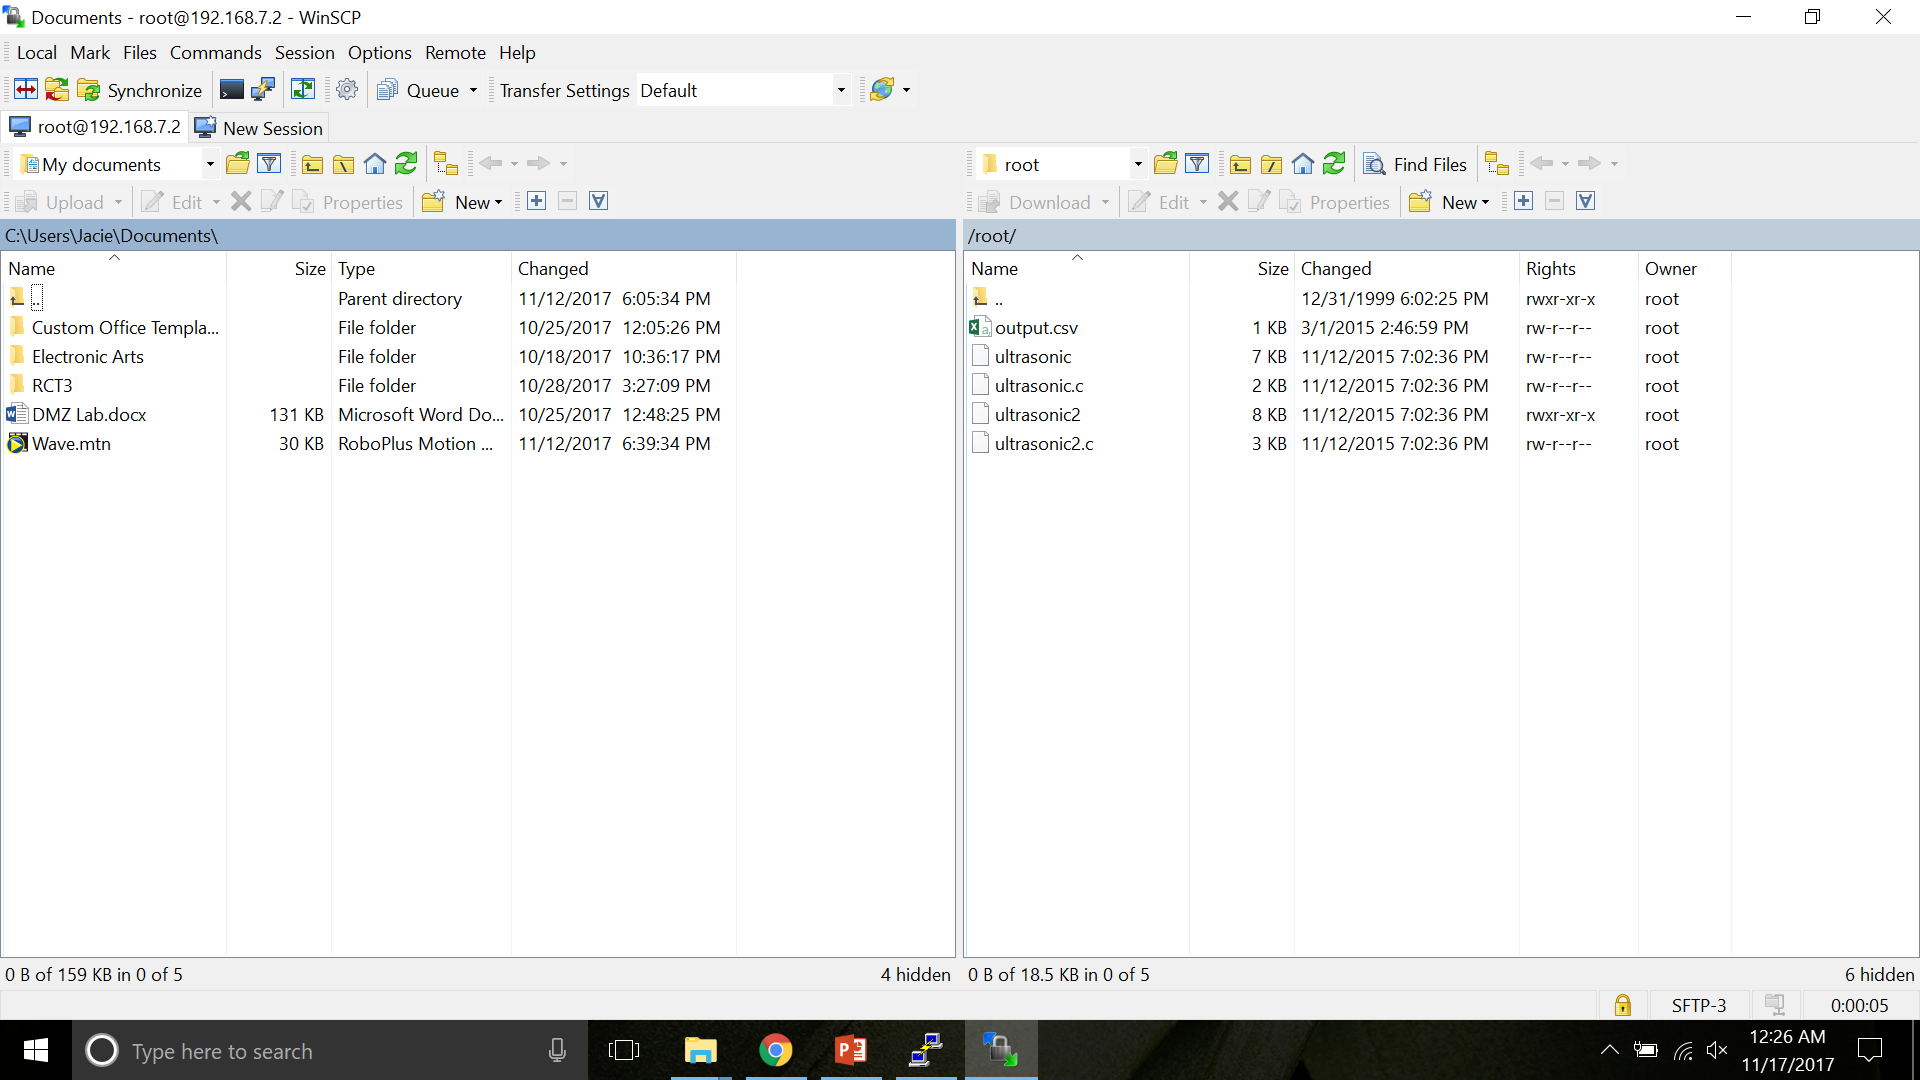 Documents - root@192.168.7.2 - WinSCP
Local Mark Files Commands Session Options Remote Help
Synchronize Queue Transfer Settings Default
root@192.168.7.2 New Session
My documents root Find Files
Upload Edit Properties New Download Edit Properties New
C:\Users\Jacie\Documents\ /root/
Name Size Type Changed Name Size Changed Rights Owner
.. Parent directory 11/12/2017 6:05:34 PM .. 12/31/1999 6:02:25 PM rwxr-xr-x root
Custom Office Templa... File folder 10/25/2017 12:05:26 PM output.csv 1 KB 3/1/2015 2:46:59 PM rw-r--r-- root
Electronic Arts File folder 10/18/2017 10:36:17 PM ultrasonic 7 KB 11/12/2015 7:02:36 PM rw-r--r-- root
RCT3 File folder 10/28/2017 3:27:09 PM ultrasonic.c 2 KB 11/12/2015 7:02:36 PM rw-r--r-- root
DMZ Lab.docx 131 KB Microsoft Word Do... 10/25/2017 12:48:25 PM ultrasonic2 8 KB 11/12/2015 7:02:36 PM rwxr-xr-x root
Wave.mtn 30 KB RoboPlus Motion ... 11/12/2017 6:39:34 PM ultrasonic2.c 3 KB 11/12/2015 7:02:36 PM rw-r--r-- root
0 B of 159 KB in 0 of 5 4 hidden 0 B of 18.5 KB in 0 of 5 6 hidden
SFTP-3 0:00:05
Type here to search 12:26 AM
11/17/2017